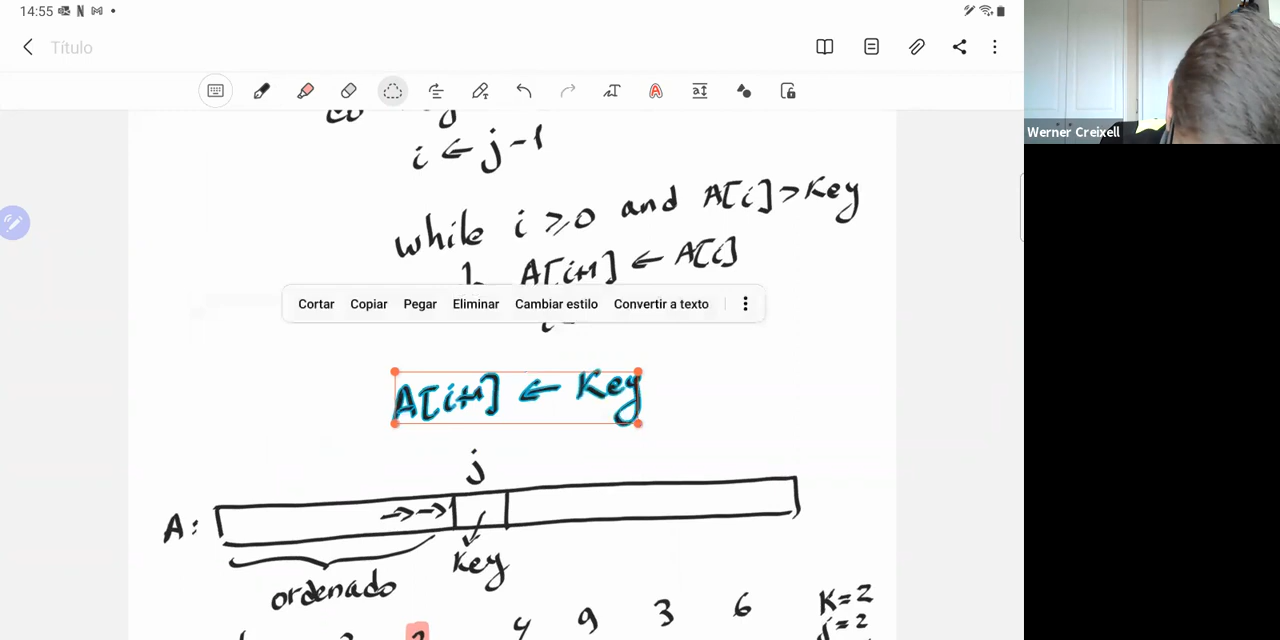 14:55
Título
Werner Creixell
i ← j-1
while i ≥ 0 and A[i] > Key
A[i+1] ← A[i]
Cortar Copiar Pegar Eliminar Cambiar estilo Convertir a texto
A[i+1] ← Key
j
A:
Key
ordenado
4 9 3 6 K=2
j=2